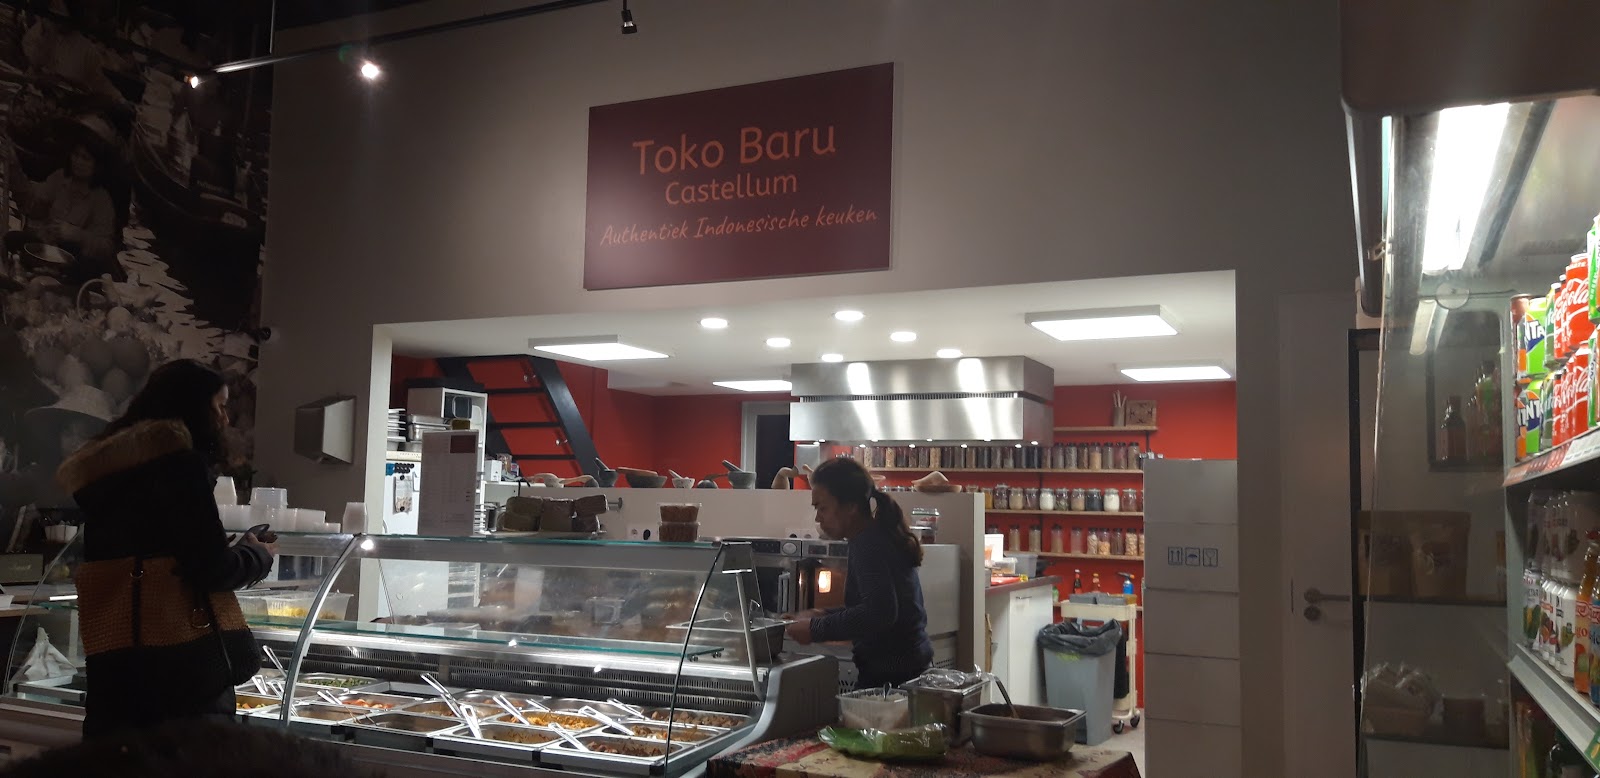 Toko Baru
Castellum
Authentiek Indonesische keuken